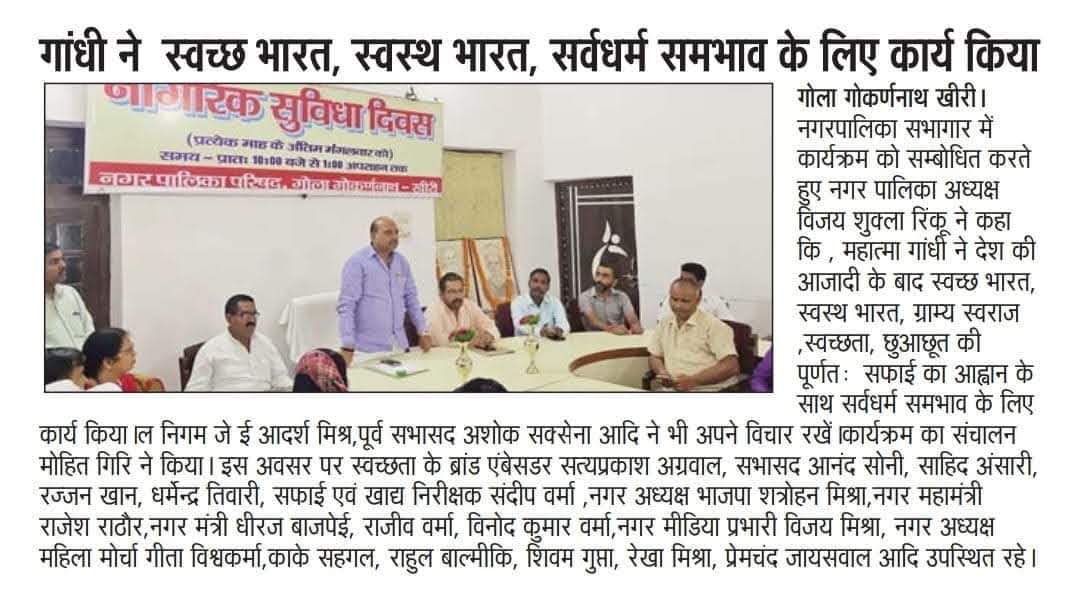 गांधी ने स्वच्छ भारत, स्वस्थ भारत, सर्वधर्म समभाव के लिए कार्य किया
नागरिक सुविधा दिवस
(प्रत्येक माह के अंतिम मंगलवार को)
समय – प्रातः 10:00 बजे से 1:00 अपराहन तक
नगर पालिका परिषद, गोला गोकर्णनाथ – खीरी
गोला गोकर्णनाथ खीरी।
नगरपालिका सभागार में
कार्यक्रम को सम्बोधित करते
हुए नगर पालिका अध्यक्ष
विजय शुक्ला रिंकू ने कहा
कि , महात्मा गांधी ने देश की
आजादी के बाद स्वच्छ भारत,
स्वस्थ भारत, ग्राम्य स्वराज
,स्वच्छता, छुआछूत की
पूर्णतः सफाई का आह्वान के
साथ सर्वधर्म समभाव के लिए
कार्य किया।ल निगम जे ई आदर्श मिश्र,पूर्व सभासद अशोक सक्सेना आदि ने भी अपने विचार रखें।कार्यक्रम का संचालन
मोहित गिरि ने किया। इस अवसर पर स्वच्छता के ब्रांड एंबेसडर सत्यप्रकाश अग्रवाल, सभासद आनंद सोनी, साहिद अंसारी,
रज्जन खान, धर्मेन्द्र तिवारी, सफाई एवं खाद्य निरीक्षक संदीप वर्मा ,नगर अध्यक्ष भाजपा शत्रोहन मिश्रा,नगर महामंत्री
राजेश राठौर,नगर मंत्री धीरज बाजपेई, राजीव वर्मा, विनोद कुमार वर्मा,नगर मीडिया प्रभारी विजय मिश्रा, नगर अध्यक्ष
महिला मोर्चा गीता विश्वकर्मा,काके सहगल, राहुल बाल्मीकि, शिवम गुप्ता, रेखा मिश्रा, प्रेमचंद जायसवाल आदि उपस्थित रहे।